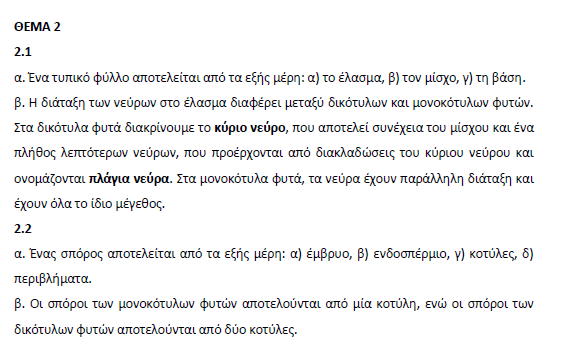 ΘΕΜΑ 2
2.1
α. Ένα τυπικό φύλλο αποτελείται από τα εξής μέρη: α) το έλασμα, β) τον μίσχο, γ) τη βάση.
β. Η διάταξη των νεύρων στο έλασμα διαφέρει μεταξύ δικότυλων και μονοκότυλων φυτών.
Στα δικότυλα φυτά διακρίνουμε το κύριο νεύρο, που αποτελεί συνέχεια του μίσχου και ένα
πλήθος λεπτότερων νεύρων, που προέρχονται από διακλαδώσεις του κύριου νεύρου και
ονομάζονται πλάγια νεύρα. Στα μονοκότυλα φυτά, τα νεύρα έχουν παράλληλη διάταξη και
έχουν όλα το ίδιο μέγεθος.
2.2
α. Ένας σπόρος αποτελείται από τα εξής μέρη: α) έμβρυο, β) ενδοσπέρμιο, γ) κοτύλες, δ)
περιβλήματα.
β. Οι σπόροι των μονοκότυλων φυτών αποτελούνται από μία κοτύλη, ενώ οι σπόροι των
δικότυλων φυτών αποτελούνται από δύο κοτύλες.